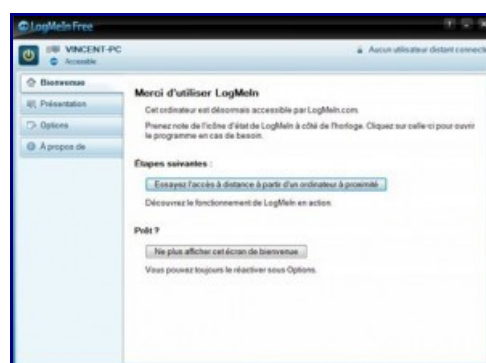 LogMeIn Free
VINCENT-PC
Accessible
Aucun utilisateur distant connect
Bienvenue
Présentation
Options
À propos de
Merci d'utiliser LogMeIn
Cet ordinateur est désormais accessible par LogMeIn.com.
Prenez note de l'icône d'état de LogMeIn à côté de l'horloge. Cliquez sur celle-ci pour ouvrir
le programme en cas de besoin.
Étapes suivantes :
Essayez l'accès à distance à partir d'un ordinateur à proximité
Découvrez le fonctionnement de LogMeIn en action
Prêt ?
Ne plus afficher cet écran de bienvenue
Vous pouvez toujours le réactiver sous Options.